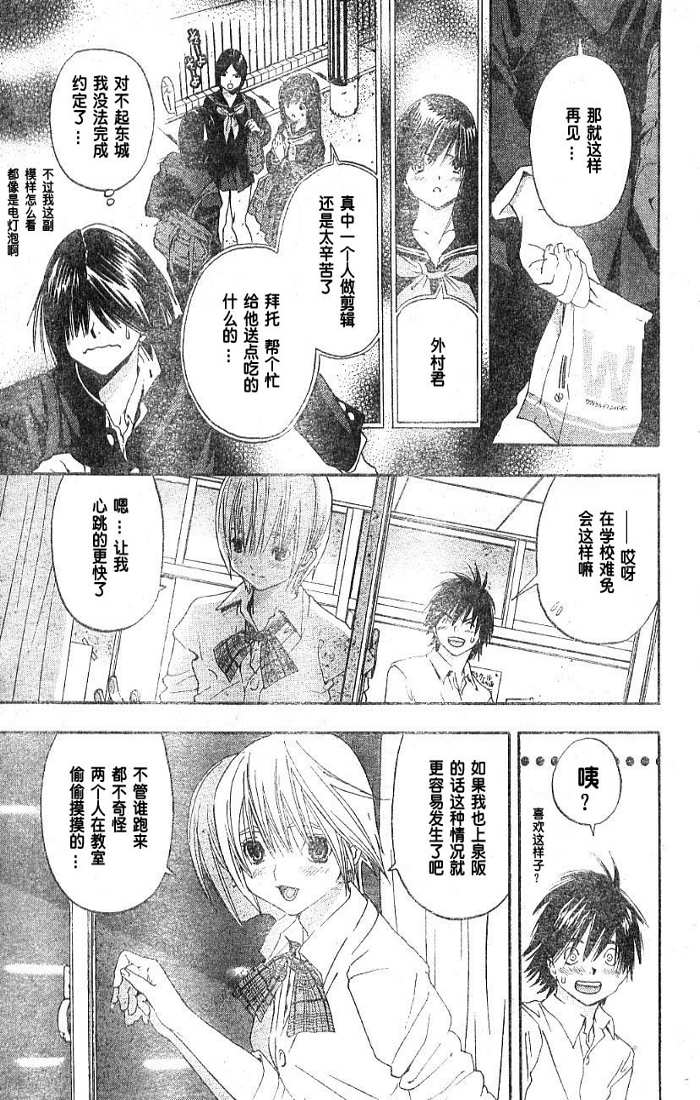 那就这样
再见…
外村君
真中一个人做剪辑
还是太辛苦了
拜托 帮个忙
给他送点吃的
什么的…
对不起东城
我没法完成
约定了…
不过我这副
模样怎么看
都像是电灯泡啊
W
——哎呀
在学校难免
会这样嘛
嗯…让我
心跳的更快了
咦？
喜欢这样子？
如果我也上泉阪
的话这种情况就
更容易发生了吧
不管谁跑来
都不奇怪
两个人在教室
偷偷摸摸的…